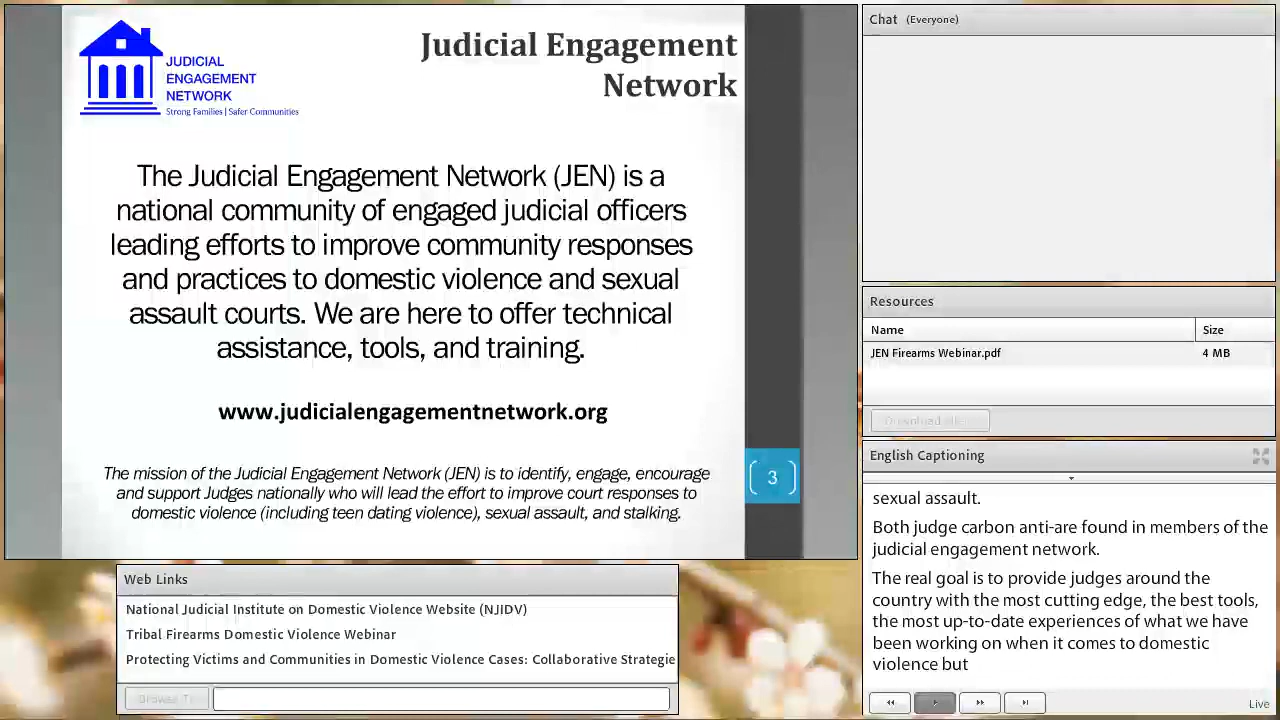 JUDICIAL
ENGAGEMENT
NETWORK
Strong Families | Safer Communities
Judicial Engagement
Network
The Judicial Engagement Network (JEN) is a
national community of engaged judicial officers
leading efforts to improve community responses
and practices to domestic violence and sexual
assault courts. We are here to offer technical
assistance, tools, and training.
www.judicialengagementnetwork.org
The mission of the Judicial Engagement Network (JEN) is to identify, engage, encourage
and support Judges nationally who will lead the effort to improve court responses to
domestic violence (including teen dating violence), sexual assault, and stalking.
3
Web Links
National Judicial Institute on Domestic Violence Website (NJIDV)
Tribal Firearms Domestic Violence Webinar
Protecting Victims and Communities in Domestic Violence Cases: Collaborative Strategie
Browse To
Chat (Everyone)
Resources
Name Size
JEN Firearms Webinar.pdf 4 MB
Download
English Captioning
sexual assault.
Both judge carbon anti-are found in members of the
judicial engagement network.
The real goal is to provide judges around the
country with the most cutting edge, the best tools,
the most up-to-date experiences of what we have
been working on when it comes to domestic
violence but
Live